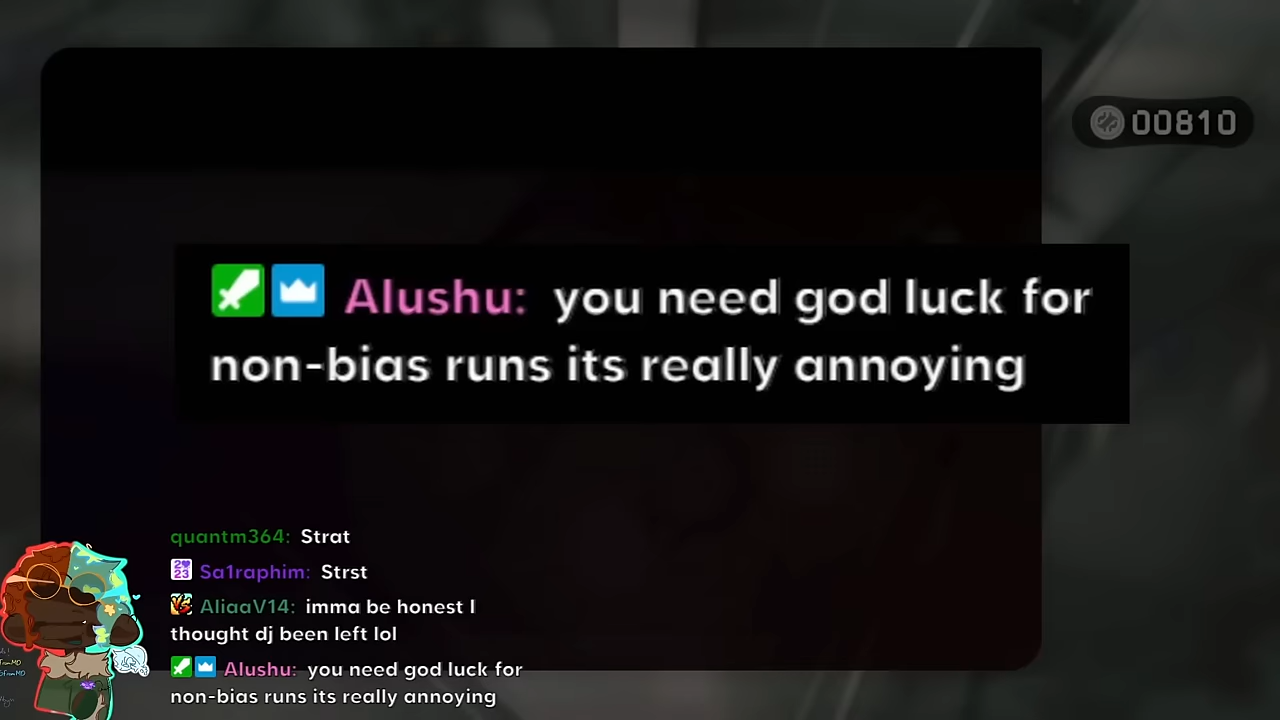 00810
Alushu: you need god luck for
non-bias runs its really annoying
quantm364: Strat
Sa1raphim: Strst
AliaaV14: imma be honest I
thought dj been left lol
Alushu: you need god luck for
non-bias runs its really annoying